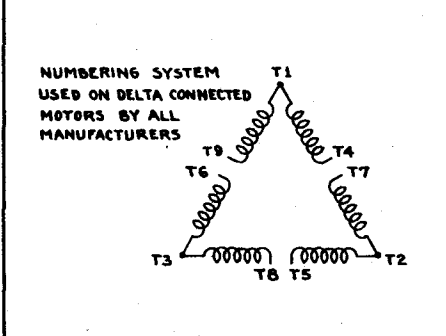 NUMBERING SYSTEM
USED ON DELTA CONNECTED
MOTORS BY ALL
MANUFACTURERS
T1
T9
T4
T6
T7
T3
T2
T8
T5